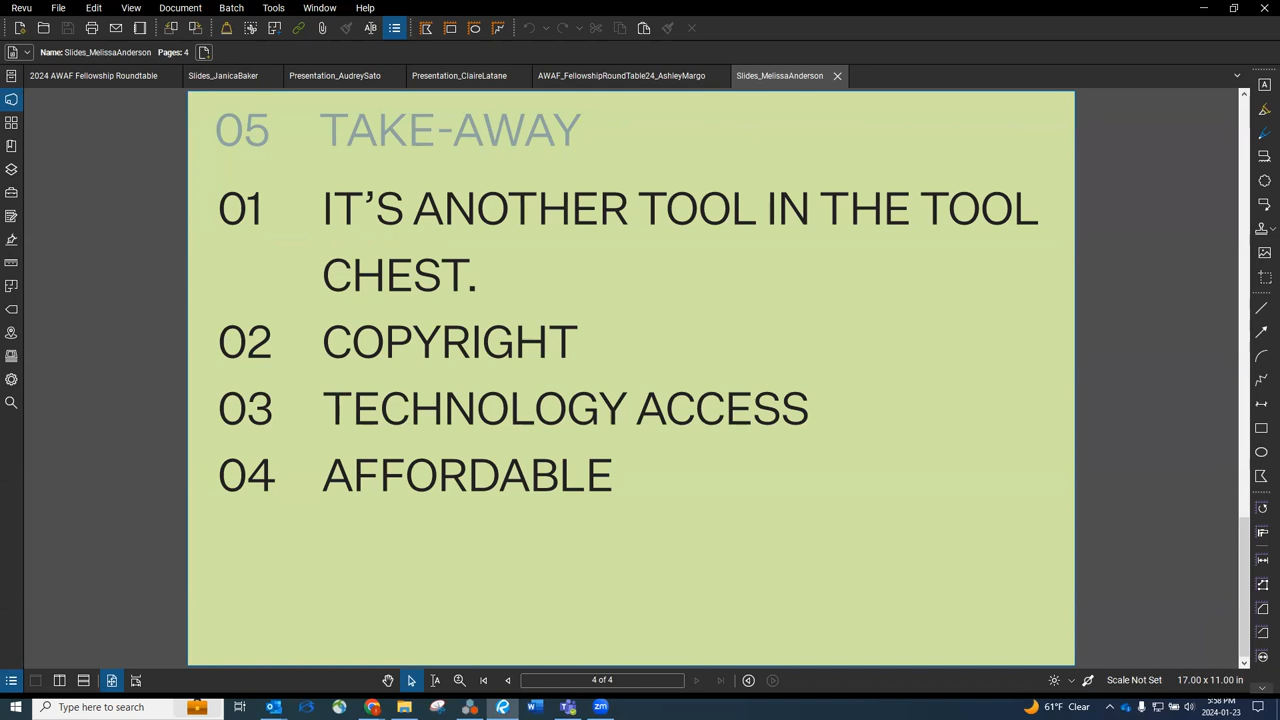 Revu File Edit View Document Batch Tools Window Help
Name: Slides_MelissaAnderson Pages: 4
2024 AWAF Fellowship Roundtable Slides_JanicaBaker Presentation_AudreySato Presentation_ClaireLatane AWAF_FellowshipRoundTable24_AshleyMargo Slides_MelissaAnderson
05 TAKE-AWAY
01 IT’S ANOTHER TOOL IN THE TOOL
CHEST.
02 COPYRIGHT
03 TECHNOLOGY ACCESS
04 AFFORDABLE
4 of 4 Scale Not Set 17.00 x 11.00 in
Type here to search 61°F Clear 5:58 PM
2024-01-23